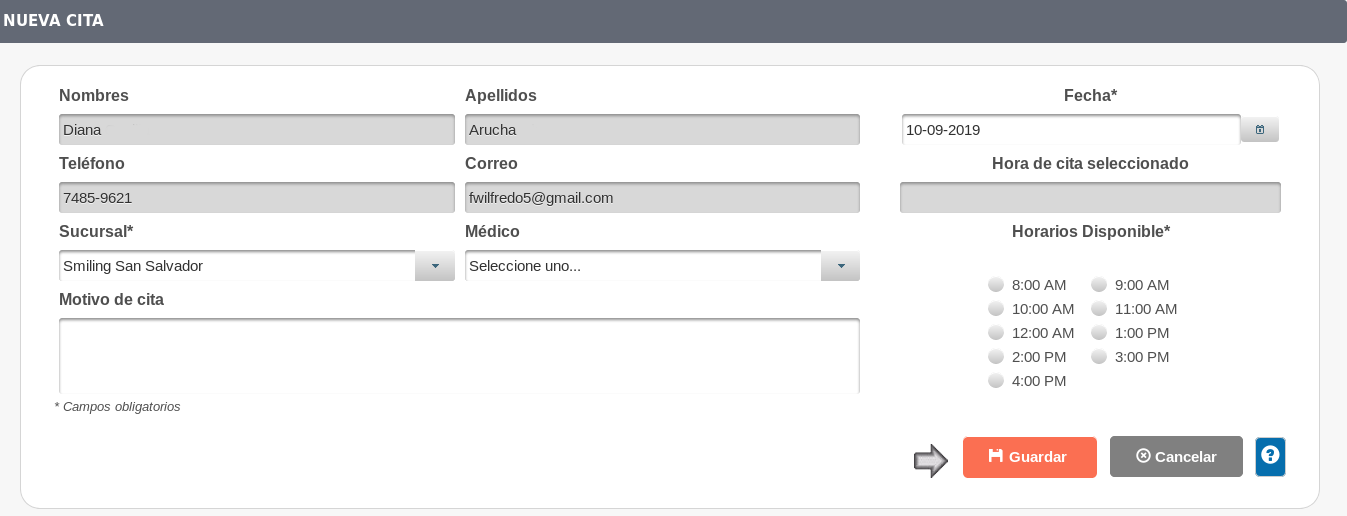 NUEVA CITA
Nombres
Apellidos
Fecha*
Diana
Arucha
10-09-2019
Teléfono
Correo
Hora de cita seleccionado
7485-9621
fwilfredo5@gmail.com
Sucursal*
Médico
Horarios Disponible*
Smiling San Salvador
Seleccione uno...
8:00 AM
9:00 AM
Motivo de cita
10:00 AM
11:00 AM
12:00 AM
1:00 PM
2:00 PM
3:00 PM
4:00 PM
* Campos obligatorios
Guardar
Cancelar
?